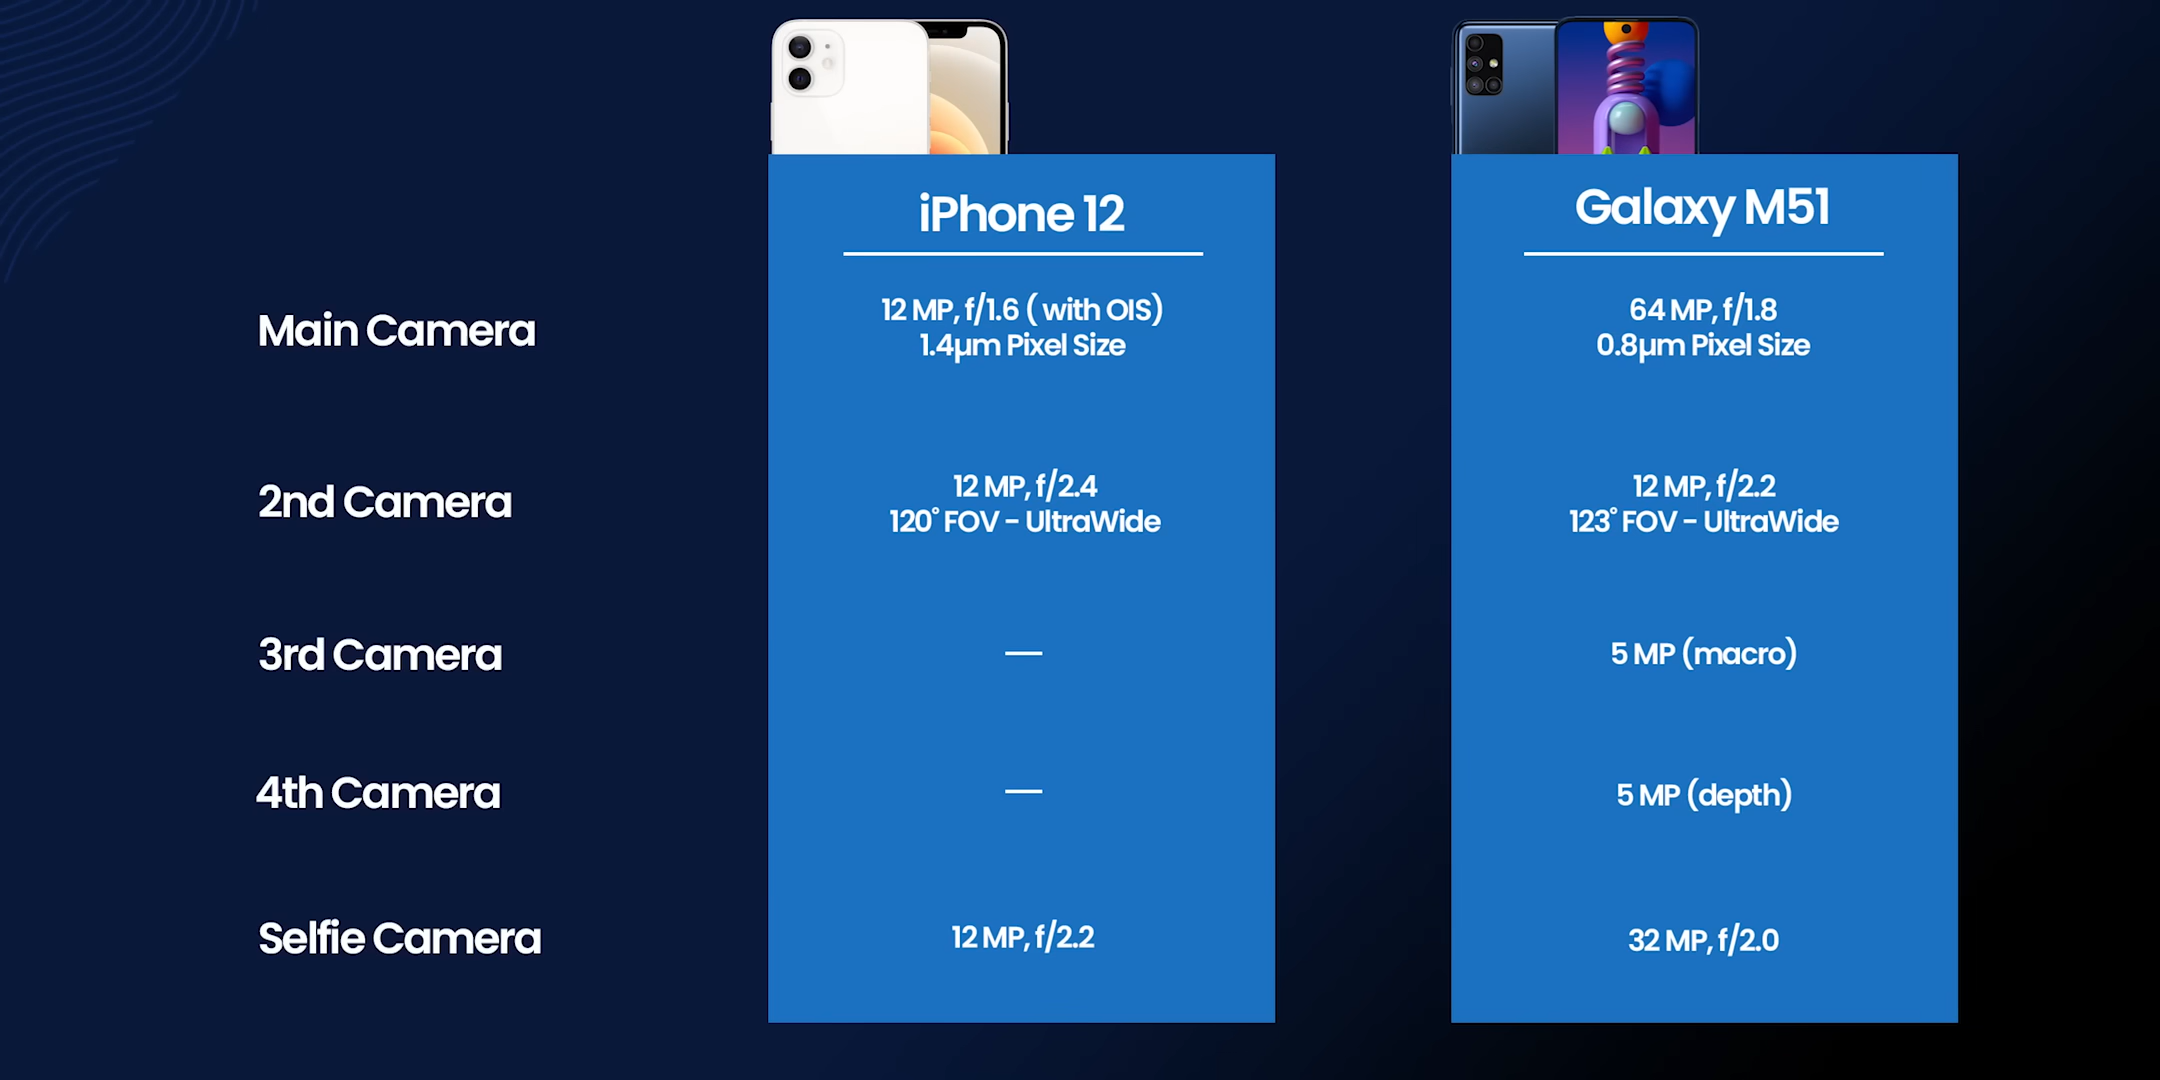 iPhone 12
Galaxy M51
Main Camera
12 MP, f/1.6 ( with OIS)
1.4µm Pixel Size
64 MP, f/1.8
0.8µm Pixel Size
2nd Camera
12 MP, f/2.4
120° FOV - UltraWide
12 MP, f/2.2
123° FOV - UltraWide
3rd Camera
—
5 MP (macro)
4th Camera
—
5 MP (depth)
Selfie Camera
12 MP, f/2.2
32 MP, f/2.0